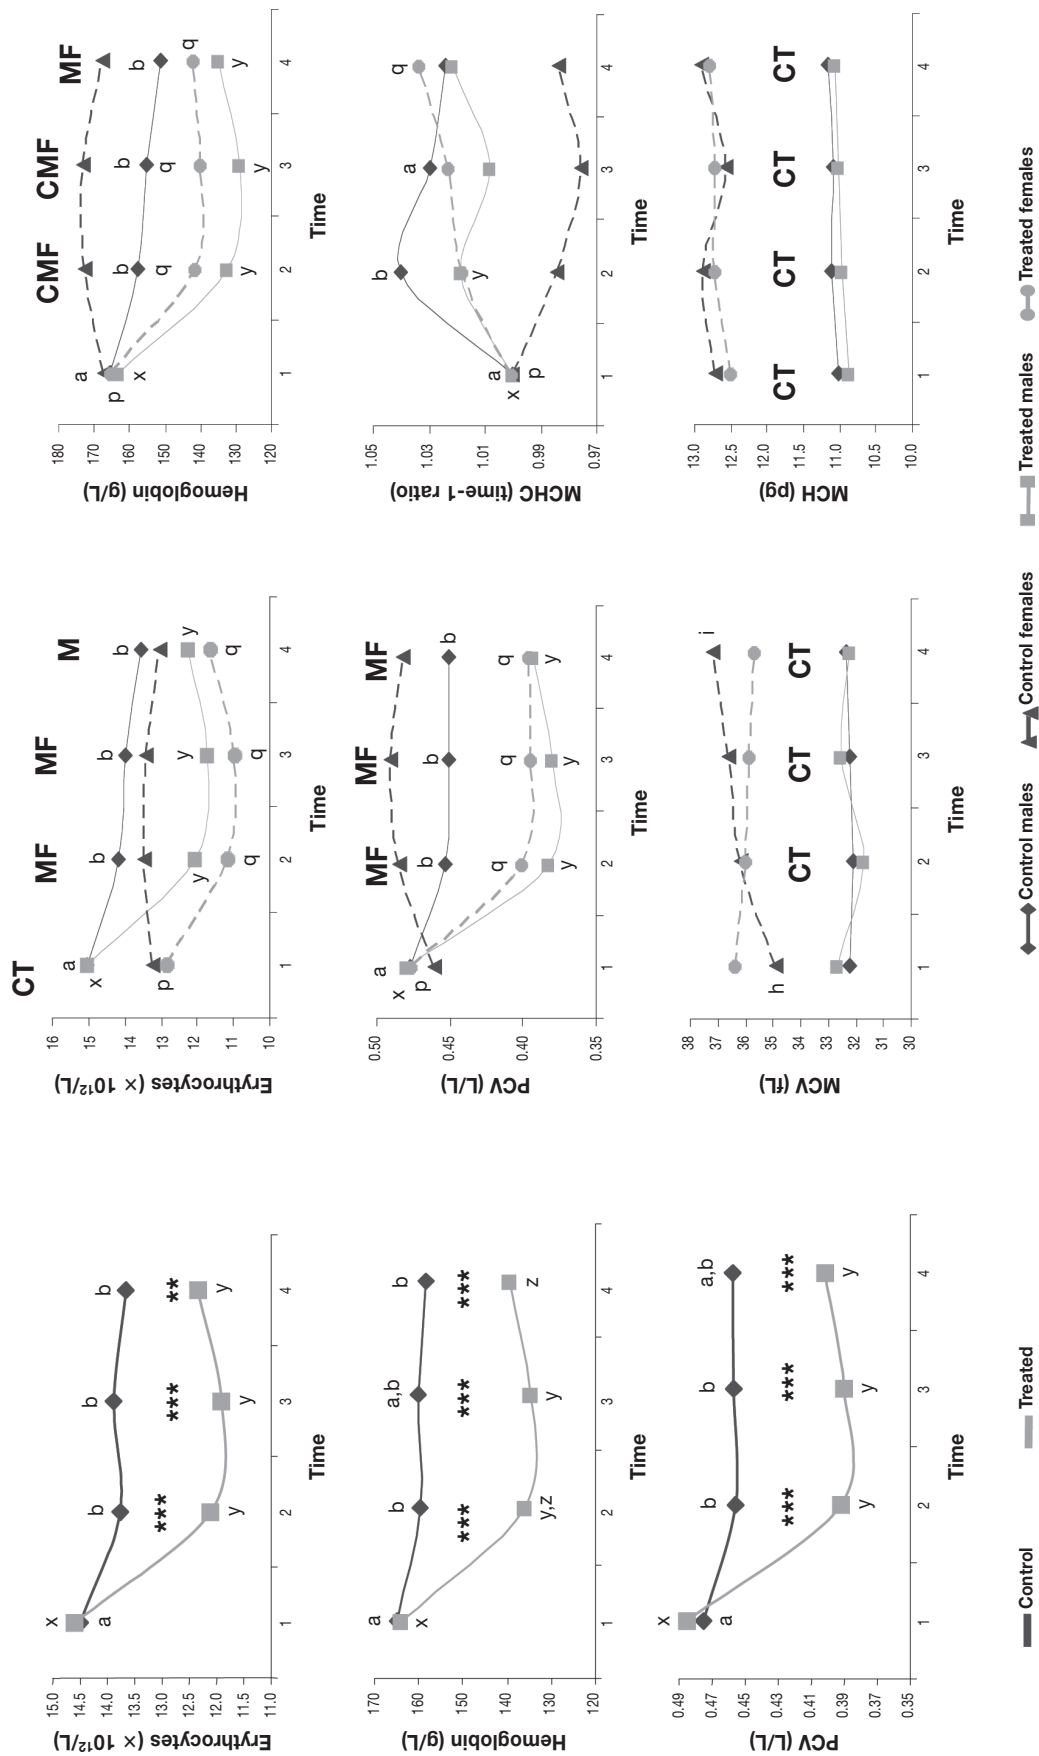 Erythrocytes (× 10¹²/L)
15.0
14.5
14.0
13.5
13.0
12.5
12.0
11.5
11.0
x
a
b
b
b
***
***
**
y
y
y
1
2
3
4
Time
Erythrocytes (× 10¹²/L)
16
15
14
13
12
11
10
CT
MF
MF
M
a
x
p
b
b
b
y
y
y
q
q
q
1
2
3
4
Time
Hemoglobin (g/L)
180
170
160
150
140
130
120
CMF
CMF
MF
a
p
x
b
b
b
q
q
q
y
y
y
1
2
3
4
Time
Hemoglobin (g/L)
170
160
150
140
130
120
a
x
b
a,b
b
***
***
***
y,z
y
z
1
2
3
4
Time
PCV (L/L)
0.50
0.45
0.40
0.35
MF
MF
MF
a
x
p
b
b
b
q
q
q
y
y
y
1
2
3
4
Time
MCHC (time-1 ratio)
1.05
1.03
1.01
0.99
0.97
a
x
p
b
a
y
q
1
2
3
4
Time
PCV (L/L)
0.49
0.47
0.45
0.43
0.41
0.39
0.37
0.35
x
a
b
b
a,b
***
***
***
y
y
y
1
2
3
4
Time
MCV (fL)
38
37
36
35
34
33
32
31
30
h
i
CT
CT
CT
1
2
3
4
Time
MCH (pg)
13.0
12.5
12.0
11.5
11.0
10.5
10.0
CT
CT
CT
CT
1
2
3
4
Time
Control
Treated
Control males
Control females
Treated males
Treated females